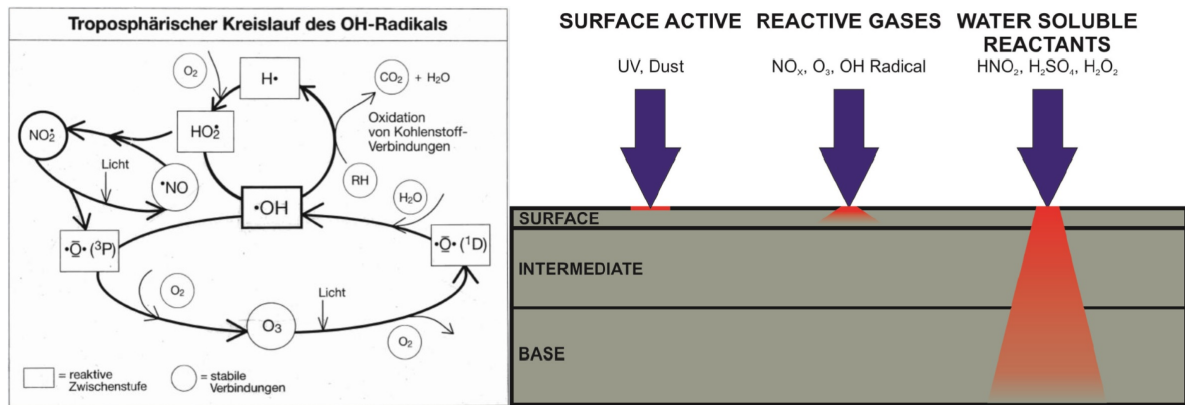 Troposphärischer Kreislauf des OH-Radikals
O₂
H•
CO₂ + H₂O
NO₂•
HO₂•
Oxidation
von Kohlenstoff-
Verbindungen
Licht
•NO
RH
•OH
H₂O
•O̲̅• (³P)
•O̲̅• (¹D)
O₂
Licht
O₃
O₂
= reaktive
Zwischenstufe
= stabile
Verbindungen
SURFACE ACTIVE
UV, Dust
REACTIVE GASES
NOₓ, O₃, OH Radical
WATER SOLUBLE
REACTANTS
HNO₂, H₂SO₄, H₂O₂
SURFACE
INTERMEDIATE
BASE